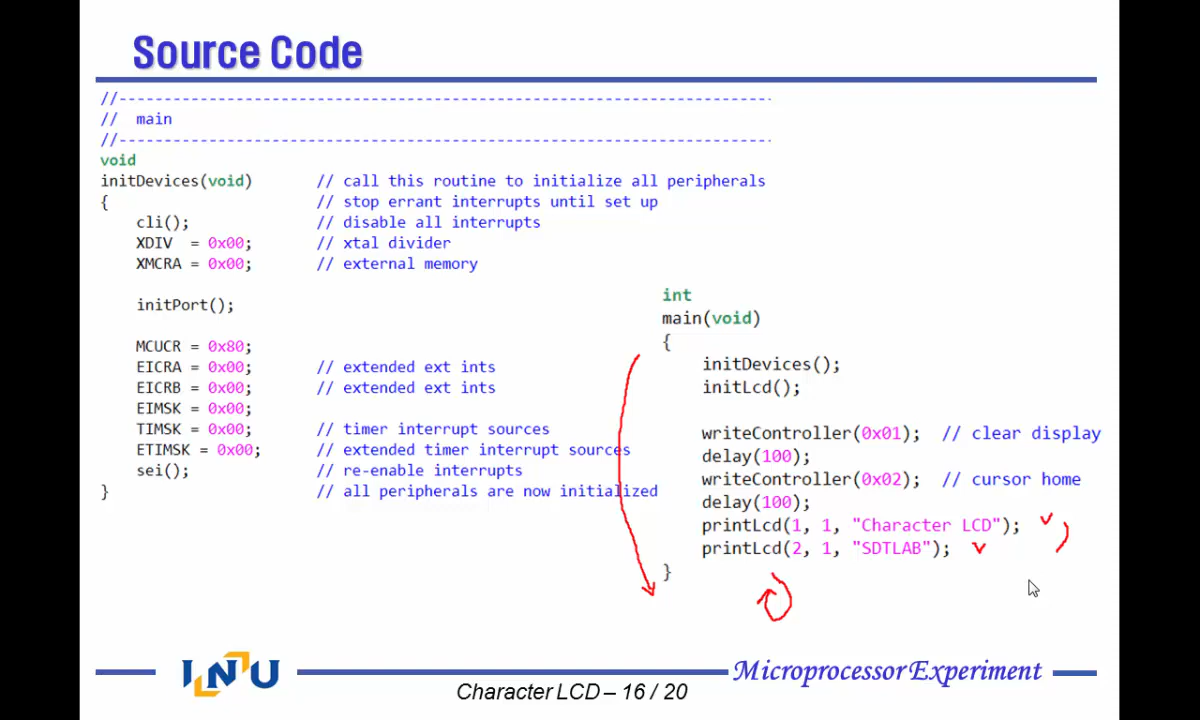 Source Code
//------------------------------------------------------------------------
//  main
//------------------------------------------------------------------------
void
initDevices(void)       // call this routine to initialize all peripherals
{                       // stop errant interrupts until set up
    cli();              // disable all interrupts
    XDIV  = 0x00;       // xtal divider
    XMCRA = 0x00;       // external memory
    initPort();
    MCUCR = 0x80;
    EICRA = 0x00;       // extended ext ints
    EICRB = 0x00;       // extended ext ints
    EIMSK = 0x00;
    TIMSK = 0x00;       // timer interrupt sources
    ETIMSK = 0x00;      // extended timer interrupt sources
    sei();              // re-enable interrupts
}                       // all peripherals are now initialized
int
main(void)
{
    initDevices();
    initLcd();
    writeController(0x01);  // clear display
    delay(100);
    writeController(0x02);  // cursor home
    delay(100);
    printLcd(1, 1, "Character LCD");
    printLcd(2, 1, "SDTLAB");
}
INU
Character LCD – 16 / 20
Microprocessor Experiment